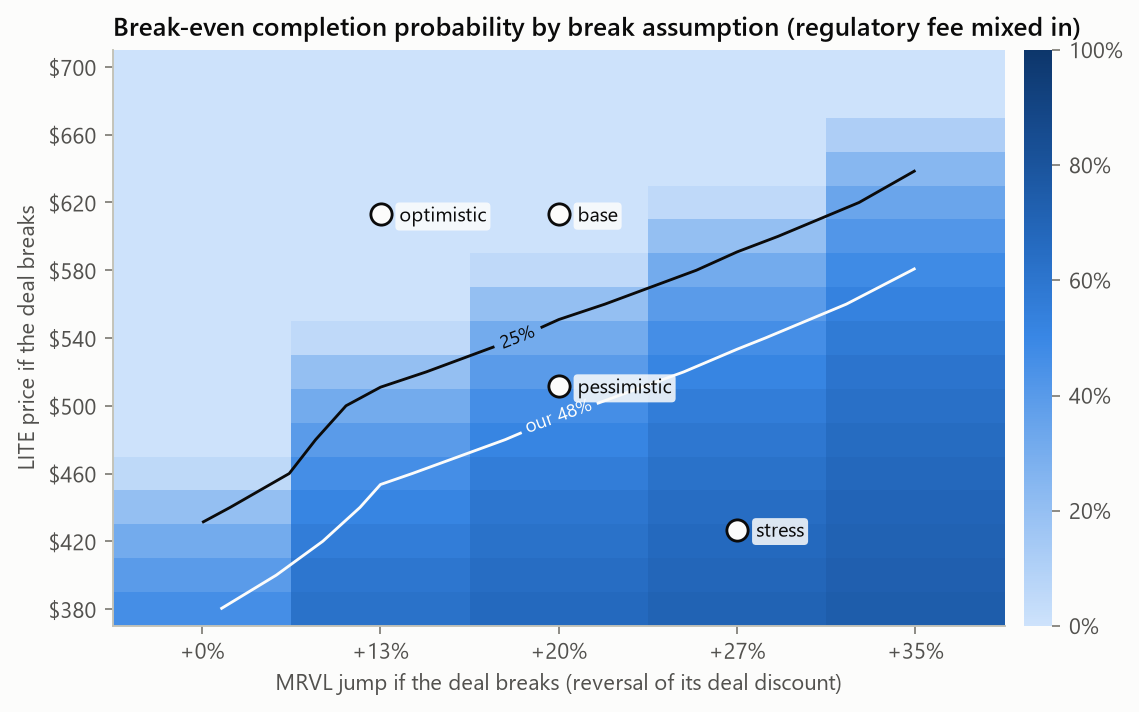 Break-even completion probability by break assumption (regulatory fee mixed in)
LITE price if the deal breaks
$700
$660
$620
$580
$540
$500
$460
$420
$380
optimistic
base
25%
pessimistic
our 48%
stress
100%
80%
60%
40%
20%
0%
+0%
+13%
+20%
+27%
+35%
MRVL jump if the deal breaks (reversal of its deal discount)